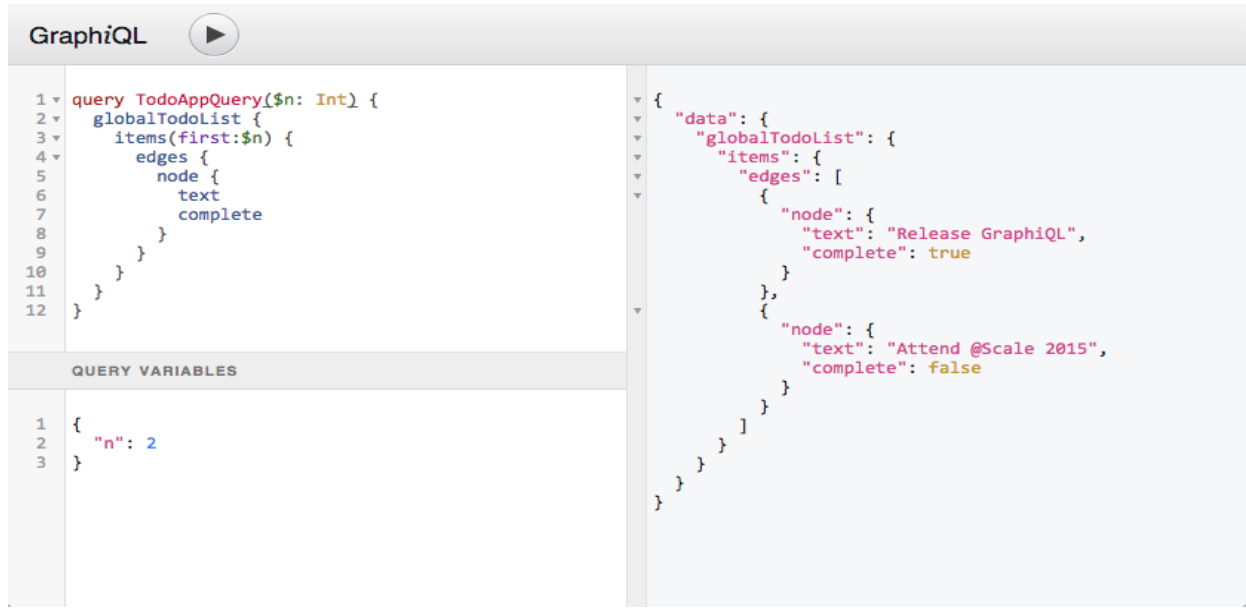 GraphiQL
1 query TodoAppQuery($n: Int) {
2   globalTodoList {
3     items(first:$n) {
4       edges {
5         node {
6           text
7           complete
8         }
9       }
10     }
11   }
12 }
QUERY VARIABLES
1 {
2   "n": 2
3 }
{
  "data": {
    "globalTodoList": {
      "items": {
        "edges": [
          {
            "node": {
              "text": "Release GraphiQL",
              "complete": true
            }
          },
          {
            "node": {
              "text": "Attend @Scale 2015",
              "complete": false
            }
          }
        ]
      }
    }
  }
}